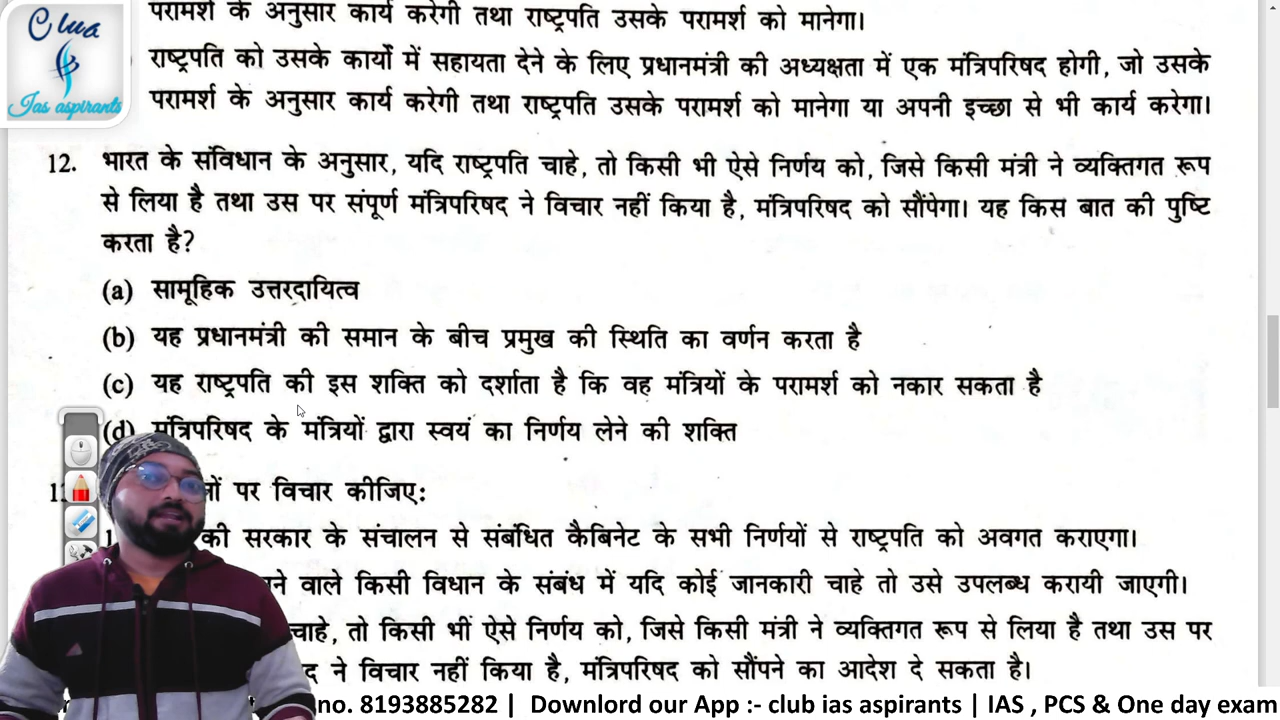 Clua
Ias aspirants
परामर्श के अनुसार कार्य करेगी तथा राष्ट्रपति उसके परामर्श को मानेगा।
राष्ट्रपति को उसके कार्यों में सहायता देने के लिए प्रधानमंत्री की अध्यक्षता में एक मंत्रिपरिषद होगी, जो उसके
परामर्श के अनुसार कार्य करेगी तथा राष्ट्रपति उसके परामर्श को मानेगा या अपनी इच्छा से भी कार्य करेगा।
12. भारत के संविधान के अनुसार, यदि राष्ट्रपति चाहे, तो किसी भी ऐसे निर्णय को, जिसे किसी मंत्री ने व्यक्तिगत रूप
से लिया है तथा उस पर संपूर्ण मंत्रिपरिषद ने विचार नहीं किया है, मंत्रिपरिषद को सौंपेगा। यह किस बात की पुष्टि
करता है?
(a) सामूहिक उत्तरदायित्व
(b) यह प्रधानमंत्री की समान के बीच प्रमुख की स्थिति का वर्णन करता है
(c) यह राष्ट्रपति की इस शक्ति को दर्शाता है कि वह मंत्रियों के परामर्श को नकार सकता है
(d) मंत्रिपरिषद के मंत्रियों द्वारा स्वयं का निर्णय लेने की शक्ति
पर विचार कीजिए:
की सरकार के संचालन से संबंधित कैबिनेट के सभी निर्णयों से राष्ट्रपति को अवगत कराएगा।
वाले किसी विधान के संबंध में यदि कोई जानकारी चाहे तो उसे उपलब्ध करायी जाएगी।
चाहे, तो किसी भी ऐसे निर्णय को, जिसे किसी मंत्री ने व्यक्तिगत रूप से लिया है तथा उस पर
ने विचार नहीं किया है, मंत्रिपरिषद को सौंपने का आदेश दे सकता है।
no. 8193885282 | Downlord our App :- club ias aspirants | IAS , PCS & One day exam